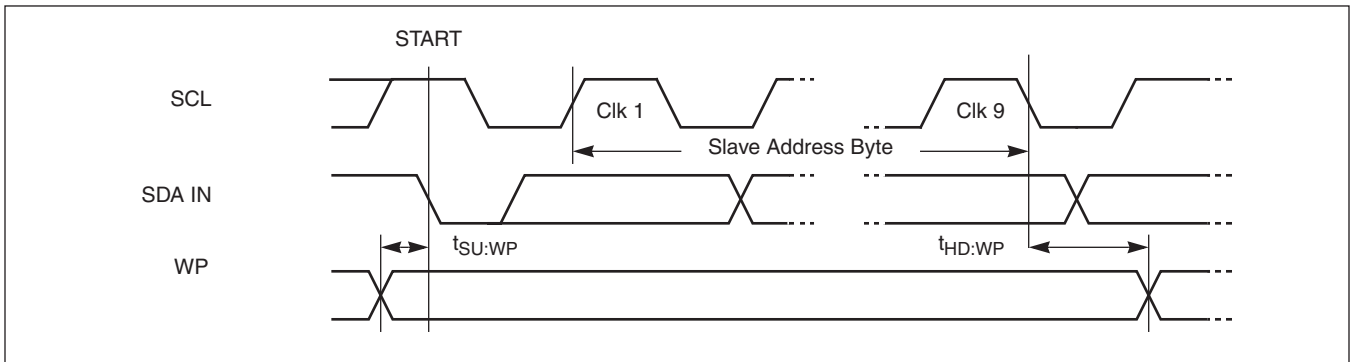 START
SCL
Clk 1
Clk 9
Slave Address Byte
SDA IN
tSU:WP
tHD:WP
WP